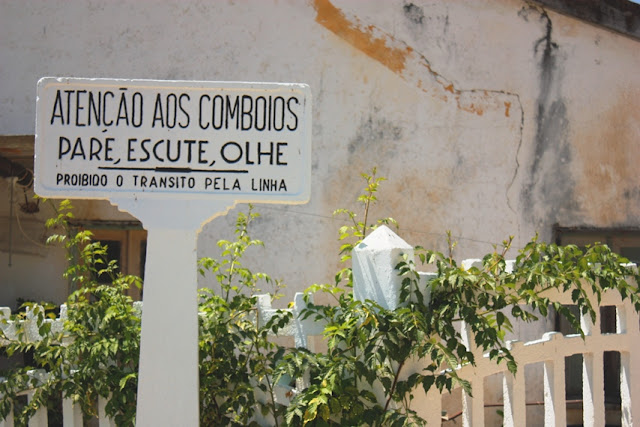 ATENÇÃO AOS COMBOIOS
PARE, ESCUTE, OLHE
PROIBIDO O TRANSITO PELA LINHA